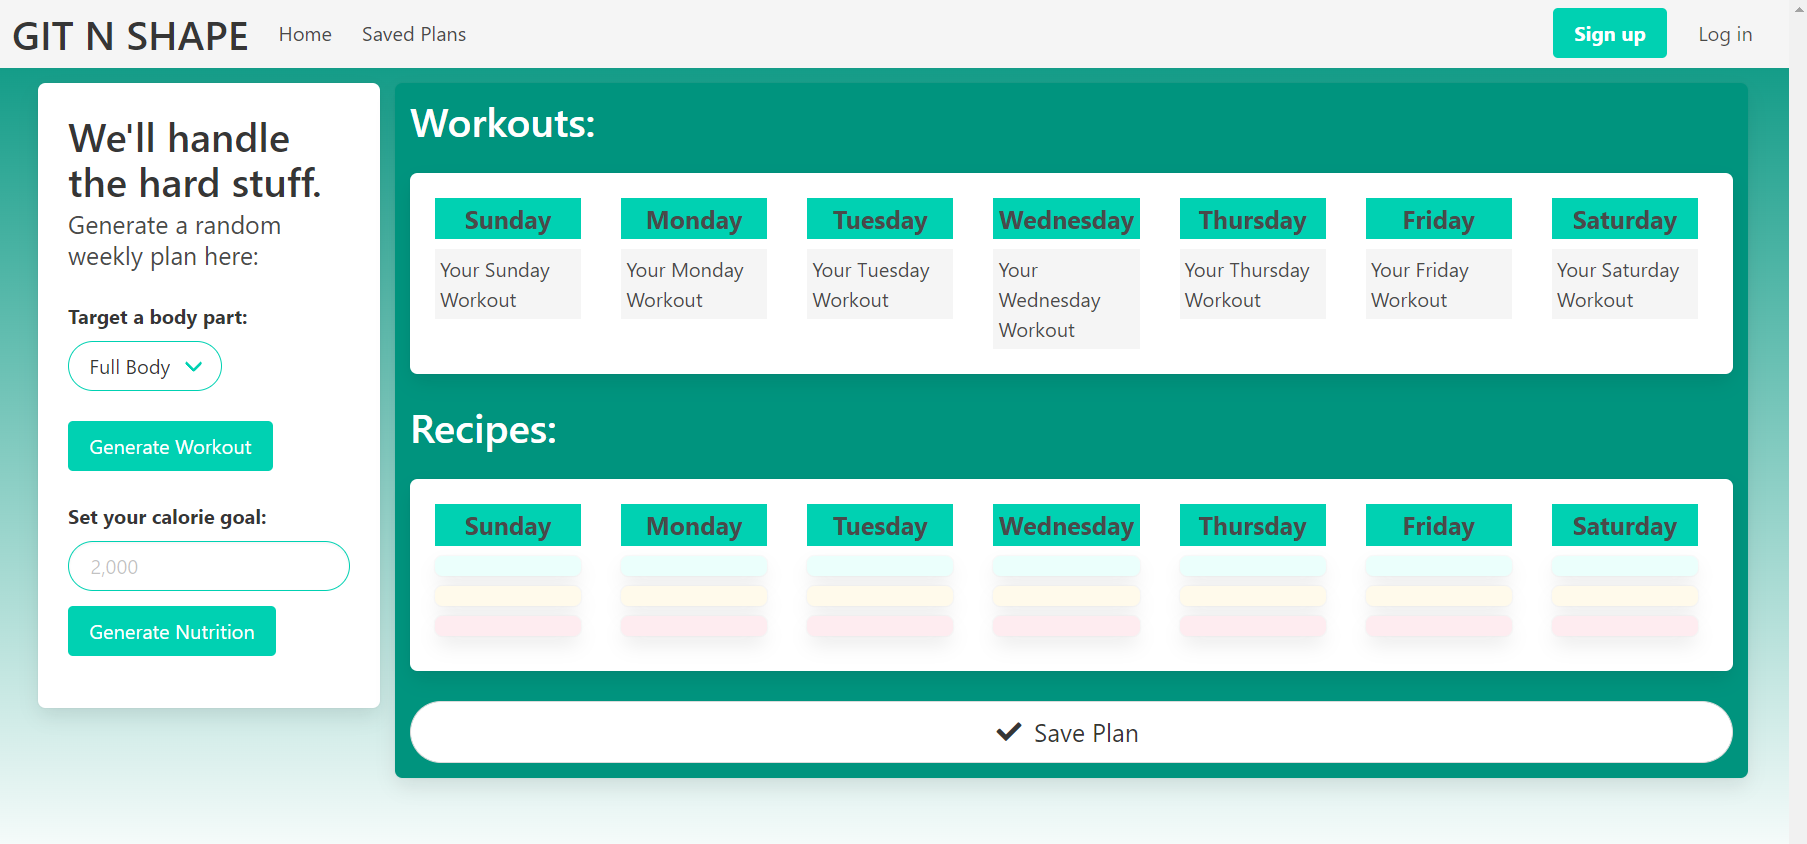 GIT N SHAPE Home Saved Plans Sign up Log in
We'll handle
the hard stuff.
Generate a random
weekly plan here:
Target a body part:
Full Body
Generate Workout
Set your calorie goal:
2,000
Generate Nutrition
Workouts:
Sunday Monday Tuesday Wednesday Thursday Friday Saturday
Your Sunday
Workout
Your Monday
Workout
Your Tuesday
Workout
Your
Wednesday
Workout
Your Thursday
Workout
Your Friday
Workout
Your Saturday
Workout
Recipes:
Sunday Monday Tuesday Wednesday Thursday Friday Saturday
Save Plan